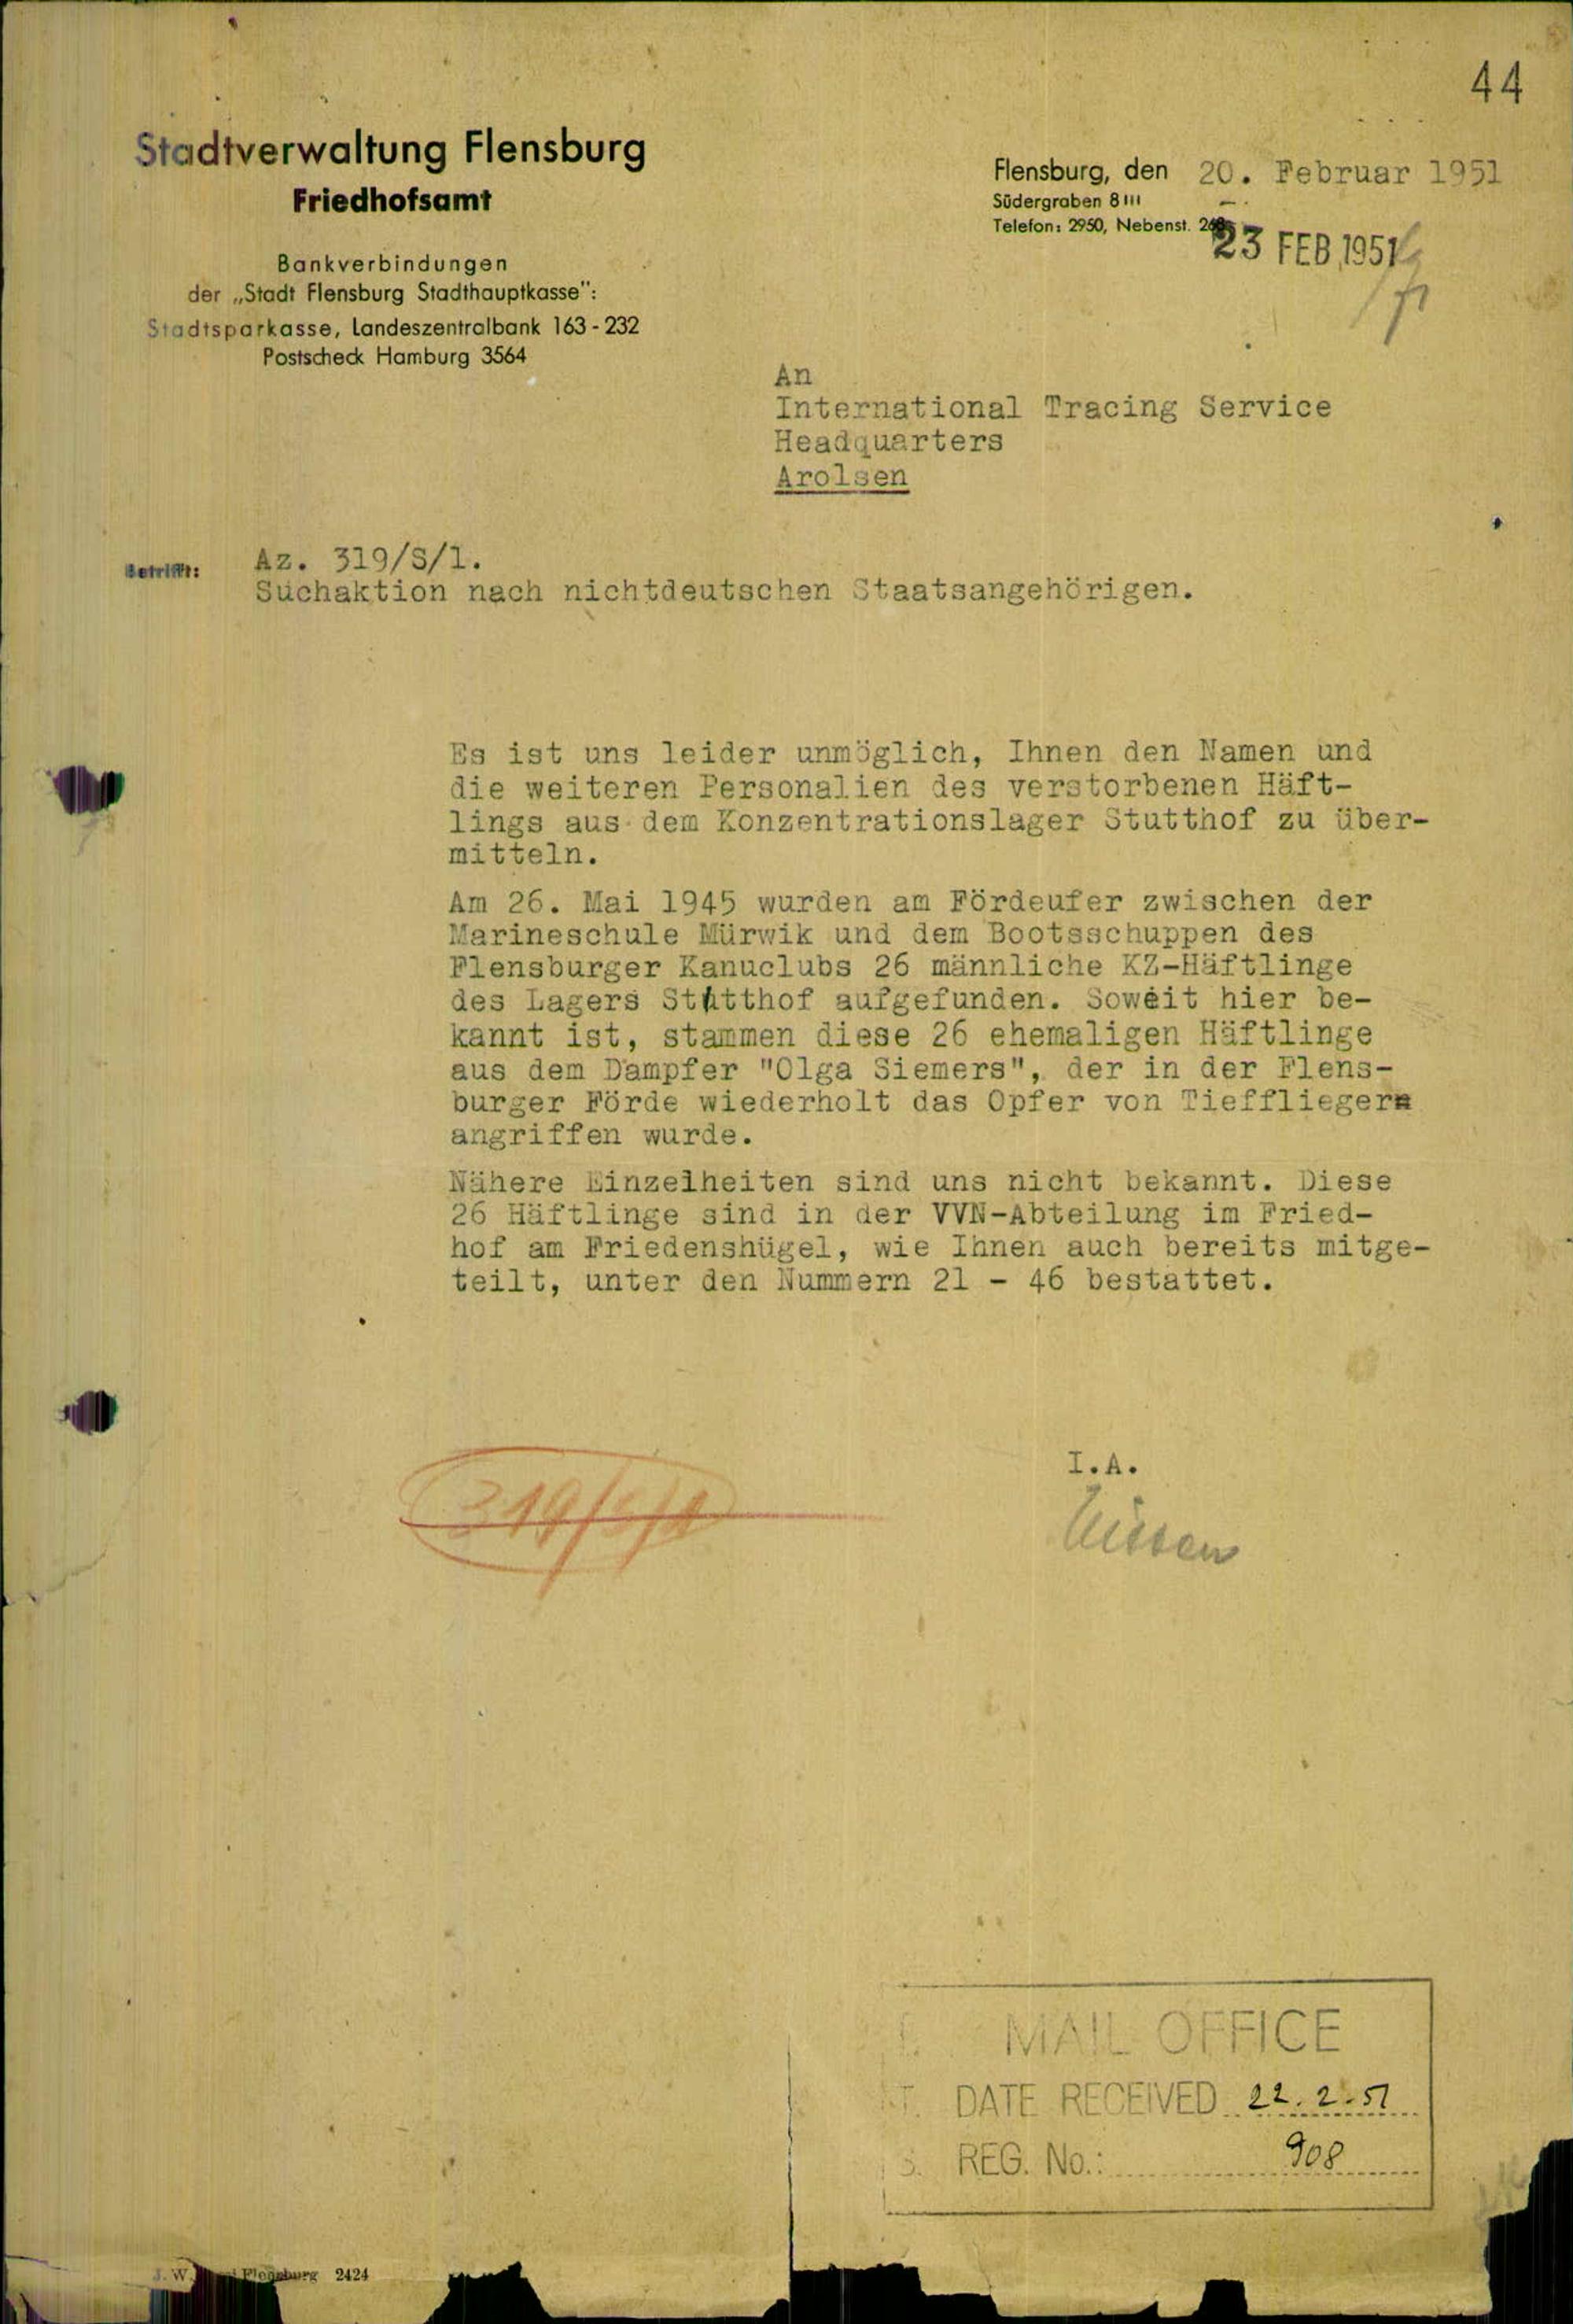 44
Stadtverwaltung Flensburg
Friedhofsamt
Bankverbindungen
der „Stadt Flensburg Stadthauptkasse":
Stadtsparkasse, Landeszentralbank 163-232
Postscheck Hamburg 3564
Flensburg, den 20. Februar 1951
Südergraben 8 III
Telefon: 2950, Nebenst.
23 FEB. 1951
An
International Tracing Service
Headquarters
Arolsen
Betrifft: Az. 319/S/1.
Suchaktion nach nichtdeutschen Staatsangehörigen.
Es ist uns leider unmöglich, Ihnen den Namen und
die weiteren Personalien des verstorbenen Häft-
lings aus dem Konzentrationslager Stutthof zu über-
mitteln.
Am 26. Mai 1945 wurden am Fördeufer zwischen der
Marineschule Mürwik und dem Bootsschuppen des
Flensburger Kanuclubs 26 männliche KZ-Häftlinge
des Lagers Stutthof aufgefunden. Soweit hier be-
kannt ist, stammen diese 26 ehemaligen Häftlinge
aus dem Dampfer "Olga Siemers", der in der Flens-
burger Förde wiederholt das Opfer von Tiefflieger
angriffen wurde.
Nähere Einzelheiten sind uns nicht bekannt. Diese
26 Häftlinge sind in der VVN-Abteilung im Fried-
hof am Friedenshügel, wie Ihnen auch bereits mitge-
teilt, unter den Nummern 21 - 46 bestattet.
I.A.
319/S/1
MAIL OFFICE
DATE RECEIVED 22.2.51
REG. No.: 908
Flensburg 2424